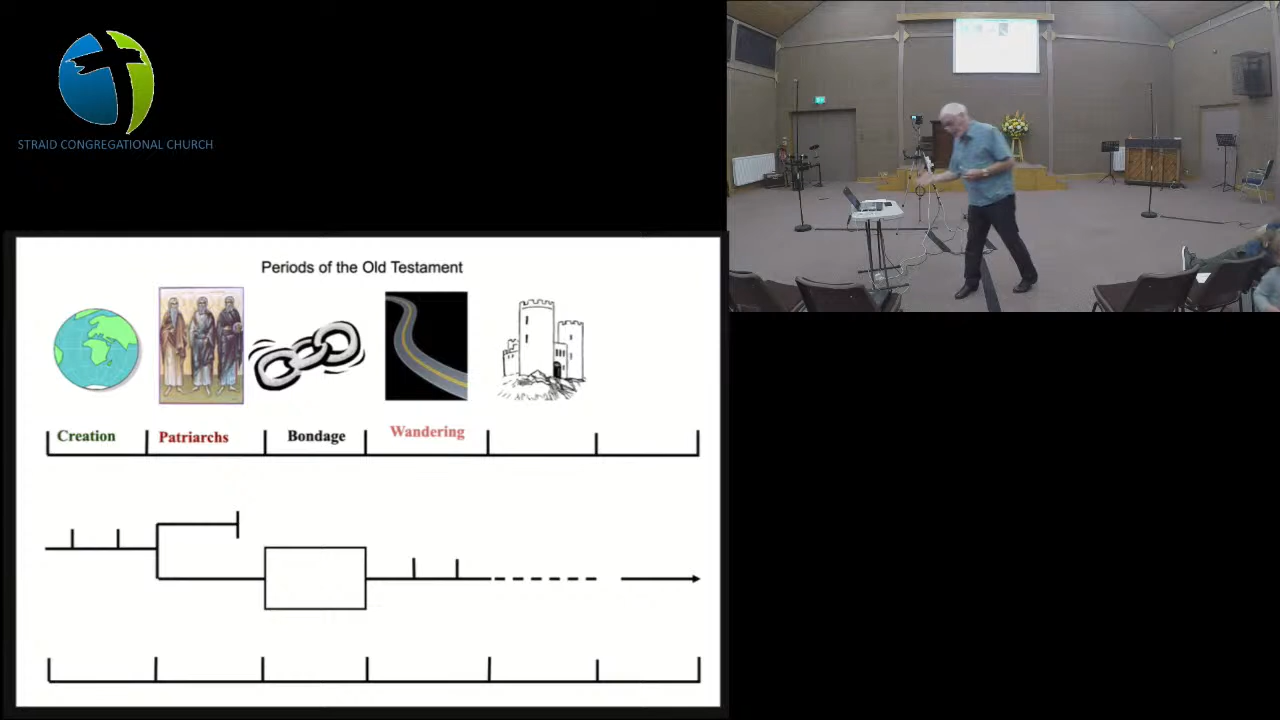 STRAID CONGREGATIONAL CHURCH
Periods of the Old Testament
Creation
Patriarchs
Bondage
Wandering